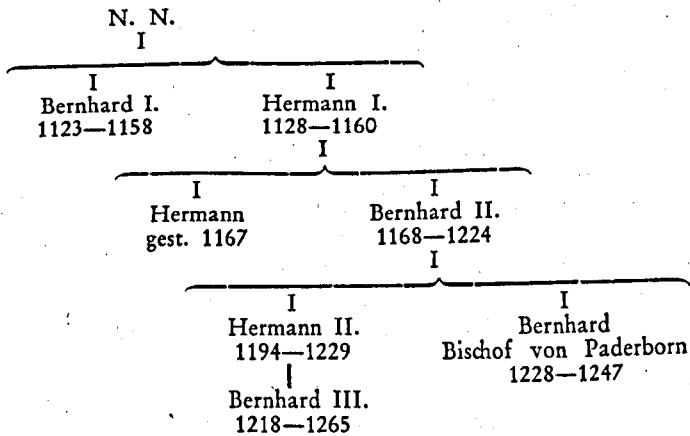 N. N.
I
I I
Bernhard I. Hermann I.
1123—1158 1128—1160
I
I I
Hermann Bernhard II.
gest. 1167 1168—1224
I
I I
Hermann II. Bernhard
1194—1229 Bischof von Paderborn
| 1228—1247
Bernhard III.
1218—1265